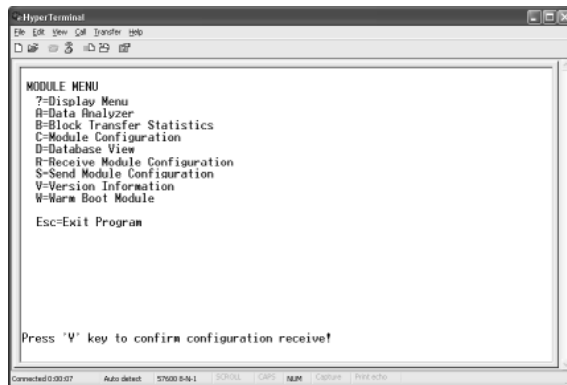 HyperTerminal
File Edit View Call Transfer Help
MODULE MENU
?=Display Menu
A=Data Analyzer
B=Block Transfer Statistics
C=Module Configuration
D=Database View
R=Receive Module Configuration
S=Send Module Configuration
V=Version Information
W=Warm Boot Module
Esc=Exit Program
Press 'Y' key to confirm configuration receive!
Connected 0:00:07 Auto detect 57600 8-N-1 SCROLL CAPS NUM Capture Print echo